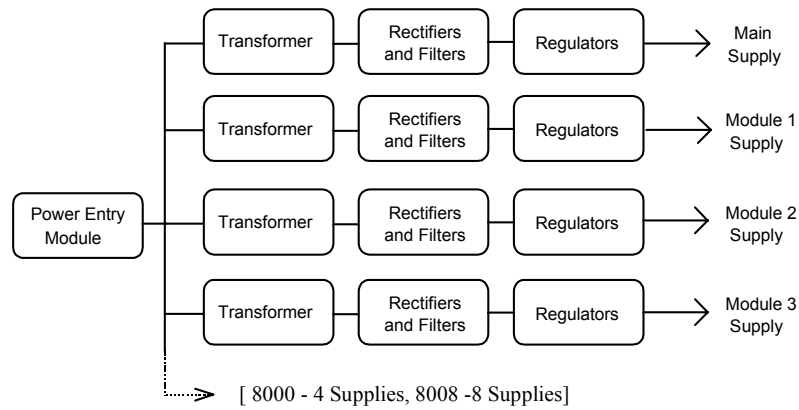 Transformer
Rectifiers
and Filters
Regulators
Main
Supply
Transformer
Rectifiers
and Filters
Regulators
Module 1
Supply
Power Entry
Module
Transformer
Rectifiers
and Filters
Regulators
Module 2
Supply
Transformer
Rectifiers
and Filters
Regulators
Module 3
Supply
[ 8000 - 4 Supplies, 8008 -8 Supplies]